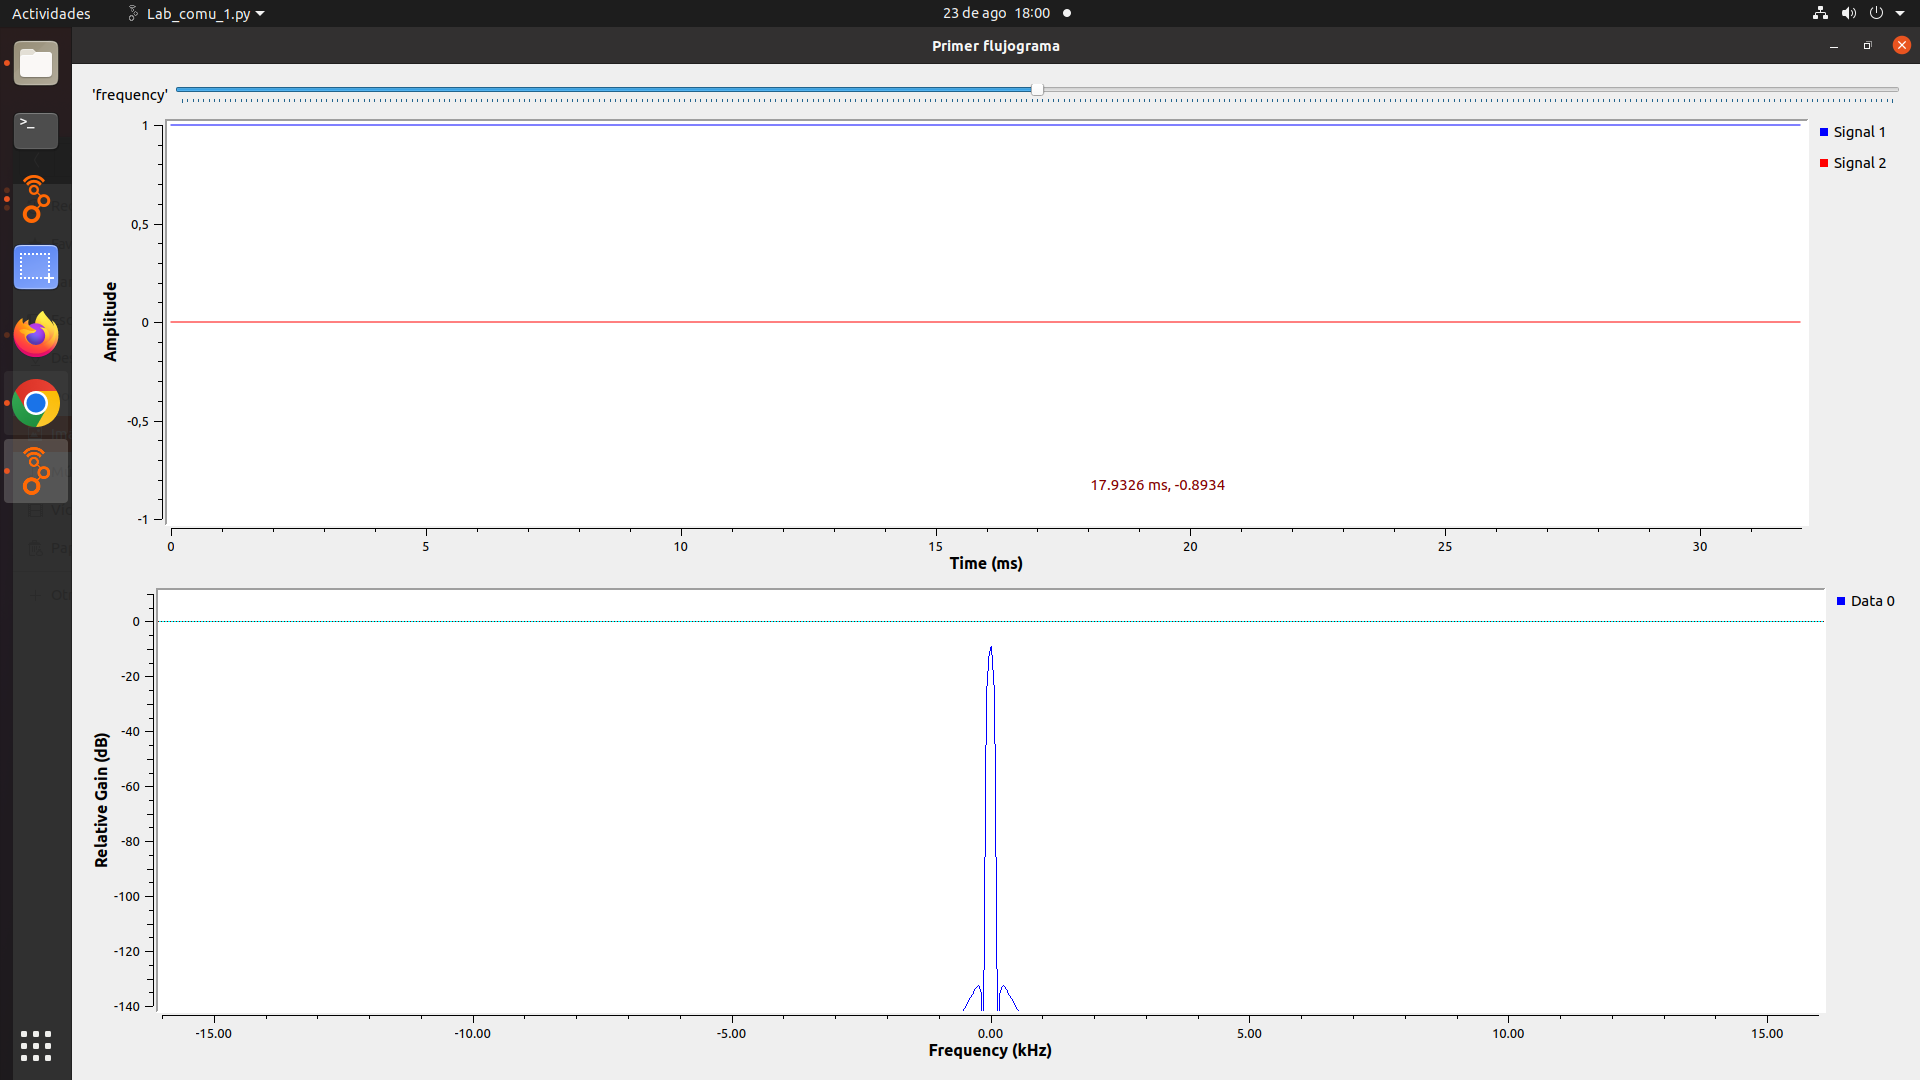 Actividades Lab_comu_1.py 23 de ago 18:00
Primer flujograma
'frequency'
Signal 1
Signal 2
1
0,5
0
-0,5
-1
Amplitude
17.9326 ms, -0.8934
0 5 10 15 20 25 30
Time (ms)
Data 0
0
-20
-40
-60
-80
-100
-120
-140
Relative Gain (dB)
-15.00 -10.00 -5.00 0.00 5.00 10.00 15.00
Frequency (kHz)